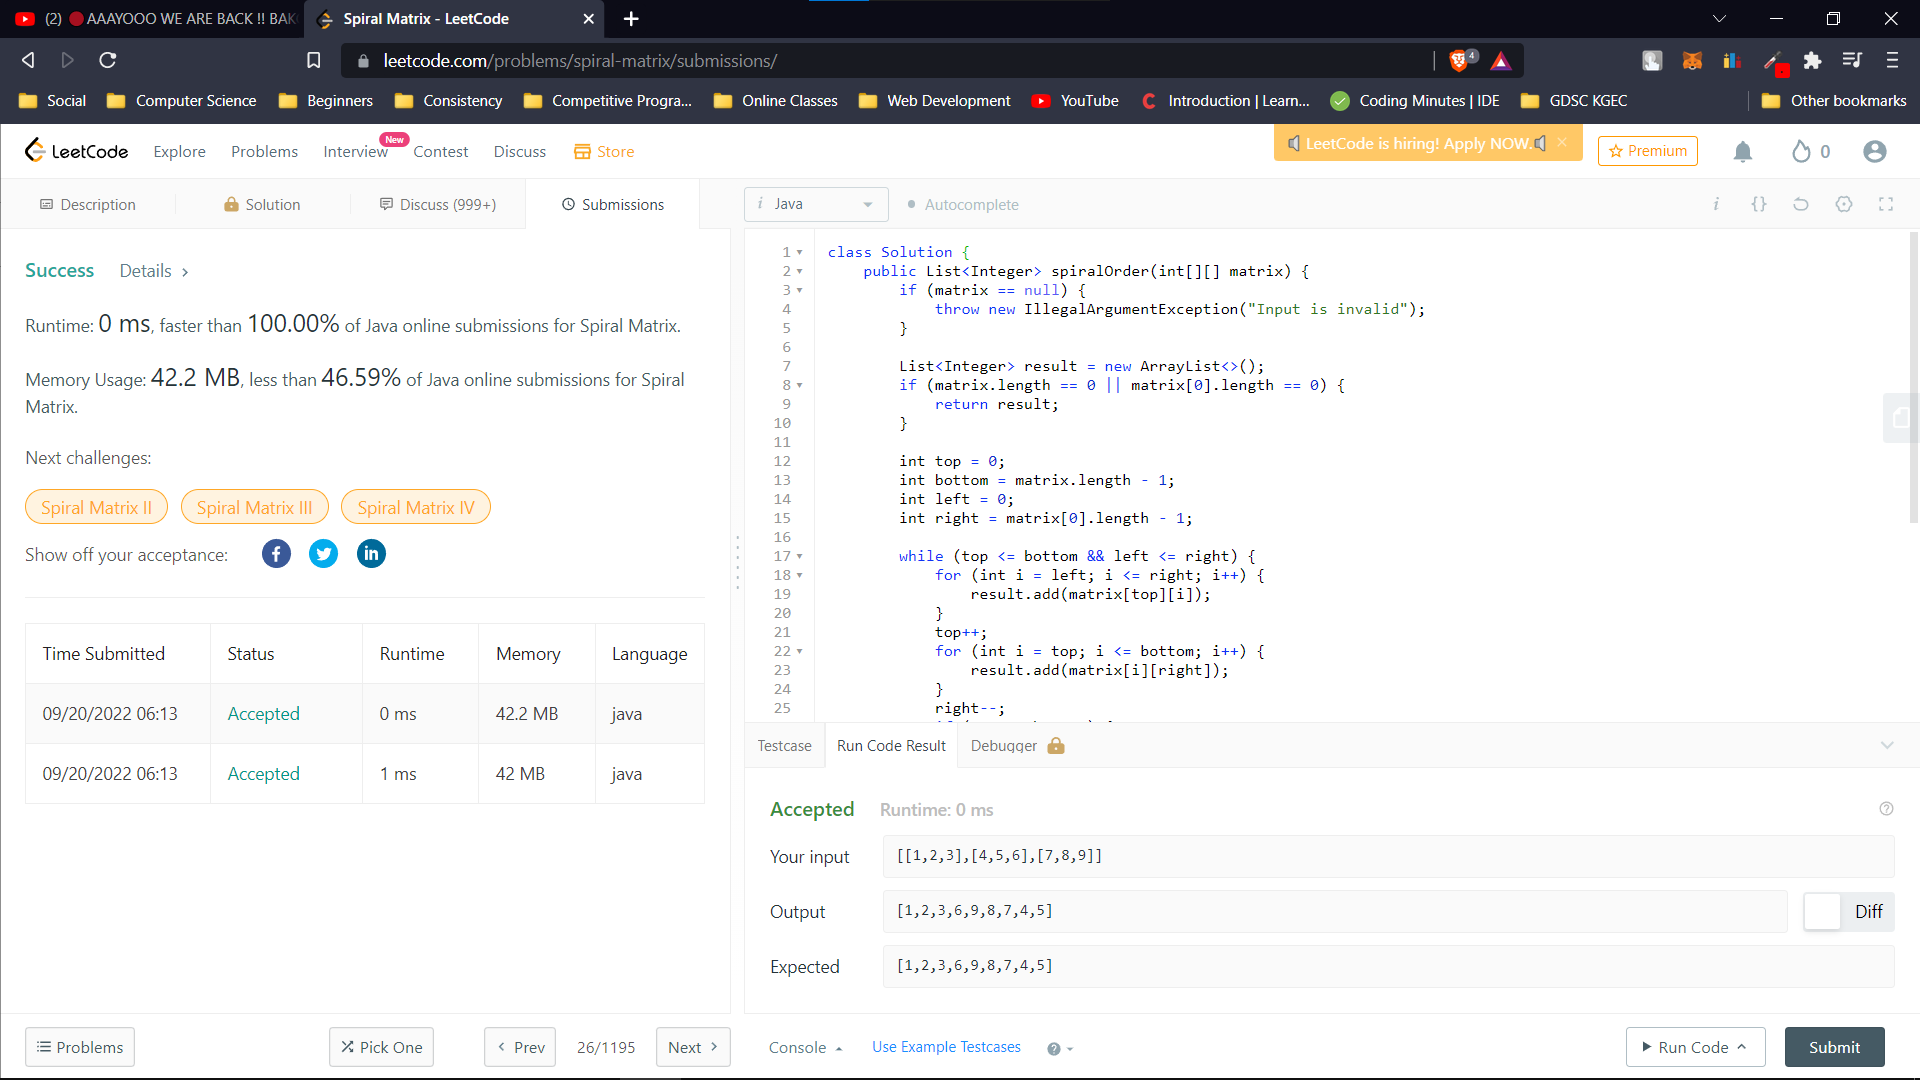 (2) 🔴 AAAYOOO WE ARE BACK !! BAK
Spiral Matrix - LeetCode
leetcode.com/problems/spiral-matrix/submissions/
4
Social Computer Science Beginners Consistency Competitive Progra... Online Classes Web Development YouTube Introduction | Learn... Coding Minutes | IDE GDSC KGEC Other bookmarks
LeetCode Explore Problems Interview New Contest Discuss Store LeetCode is hiring! Apply NOW. Premium 0
Description Solution Discuss (999+) Submissions
Success Details >
Runtime: 0 ms, faster than 100.00% of Java online submissions for Spiral Matrix.
Memory Usage: 42.2 MB, less than 46.59% of Java online submissions for Spiral
Matrix.
Next challenges:
Spiral Matrix II Spiral Matrix III Spiral Matrix IV
Show off your acceptance:
Time Submitted Status Runtime Memory Language
09/20/2022 06:13 Accepted 0 ms 42.2 MB java
09/20/2022 06:13 Accepted 1 ms 42 MB java
i Java Autocomplete i {}
1 class Solution {
2 public List<Integer> spiralOrder(int[][] matrix) {
3 if (matrix == null) {
4 throw new IllegalArgumentException("Input is invalid");
5 }
6
7 List<Integer> result = new ArrayList<>();
8 if (matrix.length == 0 || matrix[0].length == 0) {
9 return result;
10 }
11
12 int top = 0;
13 int bottom = matrix.length - 1;
14 int left = 0;
15 int right = matrix[0].length - 1;
16
17 while (top <= bottom && left <= right) {
18 for (int i = left; i <= right; i++) {
19 result.add(matrix[top][i]);
20 }
21 top++;
22 for (int i = top; i <= bottom; i++) {
23 result.add(matrix[i][right]);
24 }
25 right--;
Testcase Run Code Result Debugger
Accepted Runtime: 0 ms
Your input [[1,2,3],[4,5,6],[7,8,9]]
Output [1,2,3,6,9,8,7,4,5] Diff
Expected [1,2,3,6,9,8,7,4,5]
Problems Pick One < Prev 26/1195 Next > Console Use Example Testcases Run Code Submit